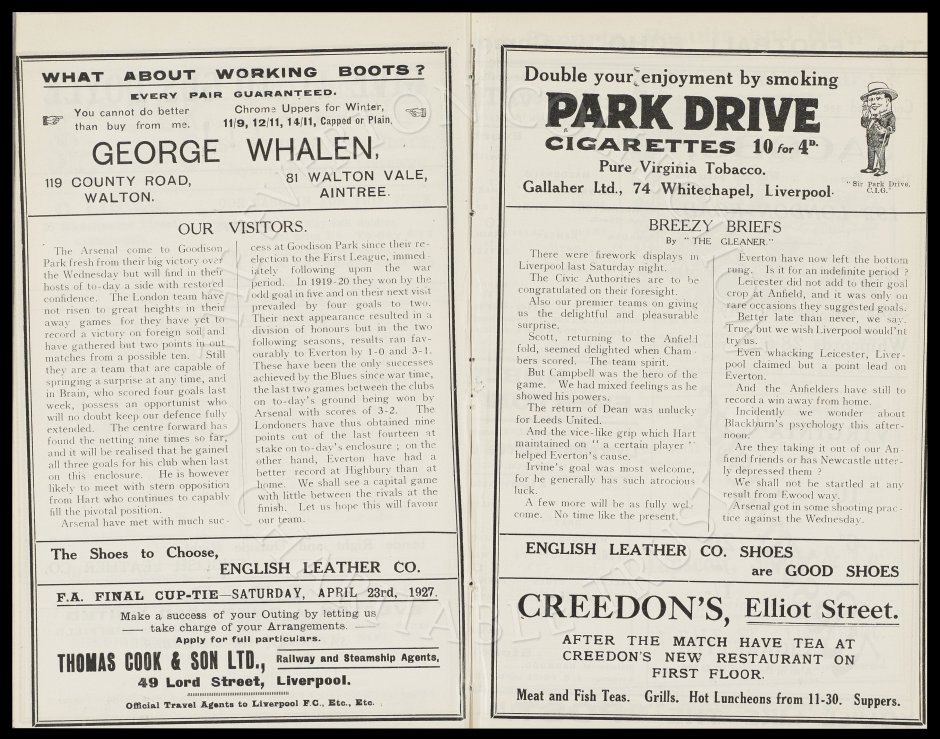 WHAT ABOUT WORKING BOOTS?
EVERY PAIR GUARANTEED.
You cannot do better
than buy from me.
Chrome Uppers for Winter,
11/9, 12/11, 14/11, Capped or Plain.
GEORGE WHALEN,
119 COUNTY ROAD,
WALTON.
81 WALTON VALE,
AINTREE.
OUR VISITORS.
The Arsenal come to Goodison
Park fresh from their big victory over
the Wednesday but will find in their
hosts of to-day a side with restored
confidence. The London team have
not risen to great heights in their
away games for they have yet to
record a victory on foreign soil and
have gathered but two points in out
matches from a possible ten. Still
they are a team that are capable of
springing a surprise at any time, and
in Brain, who scored four goals last
week, possess an opportunist who
will no doubt keep our defence fully
extended. The centre forward has
found the netting nine times so far,
and it will be realised that he gained
all three goals for his club when last
on this enclosure. He is however
likely to meet with stern opposition
from Hart who continues to capably
fill the pivotal position.
Arsenal have met with much suc-
cess at Goodison Park since their re-
election to the First League, immed-
iately following upon the war
period. In 1919-20 they won by the
odd goal in five and on their next visit
prevailed by four goals to two.
Their next appearance resulted in a
division of honours but in the two
following seasons, results ran fav-
ourably to Everton by 1-0 and 3-1.
These have been the only successes
achieved by the Blues since war time,
the last two games between the clubs
on to-day's ground being won by
Arsenal with scores of 3-2. The
Londoners have thus obtained nine
points out of the last fourteen at
stake on to-day's enclosure ; on the
other hand, Everton have had a
better record at Highbury than at
home. We shall see a capital game
with little between the rivals at the
finish. Let us hope this will favour
our team.
The Shoes to Choose,
ENGLISH LEATHER CO.
F.A. FINAL CUP-TIE—SATURDAY, APRIL 23rd, 1927.
Make a success of your Outing by letting us
— take charge of your Arrangements. —
Apply for full particulars.
THOMAS COOK & SON LTD., Railway and Steamship Agents,
49 Lord Street, Liverpool.
Official Travel Agents to Liverpool F.C., Etc., Etc.
Double your enjoyment by smoking
PARK DRIVE
CIGARETTES 10 for 4D.
Pure Virginia Tobacco.
Gallaher Ltd., 74 Whitechapel, Liverpool.
"Sir Park Drive.
C.I.G."
BREEZY BRIEFS
By "THE GLEANER."
There were firework displays in
Liverpool last Saturday night.
The Civic Authorities are to be
congratulated on their foresight.
Also our premier teams on giving
us the delightful and pleasurable
surprise.
Scott, returning to the Anfield
fold, seemed delighted when Cham-
bers scored. The team spirit.
But Campbell was the hero of the
game. We had mixed feelings as he
showed his powers.
The return of Dean was unlucky
for Leeds United.
And the vice-like grip which Hart
maintained on " a certain player "
helped Everton's cause.
Irvine's goal was most welcome,
for he generally has such atrocious
luck.
A few more will be as fully wel-
come. No time like the present.
Everton have now left the bottom
rung. Is it for an indefinite period ?
Leicester did not add to their goal
crop at Anfield, and it was only on
rare occasions they suggested goals.
Better late than never, we say.
True, but we wish Liverpool would'nt
try us.
Even whacking Leicester, Liver-
pool claimed but a point lead on
Everton.
And the Anfielders have still to
record a win away from home.
Incidently we wonder about
Blackburn's psychology this after-
noon.
Are they taking it out of our An-
field friends or has Newcastle utter-
ly depressed them ?
We shall not be startled at any
result from Ewood way.
Arsenal got in some shooting prac-
tice against the Wednesday.
ENGLISH LEATHER CO. SHOES
are GOOD SHOES
CREEDON'S, Elliot Street.
AFTER THE MATCH HAVE TEA AT
CREEDON'S NEW RESTAURANT ON
FIRST FLOOR.
Meat and Fish Teas. Grills. Hot Luncheons from 11-30. Suppers.